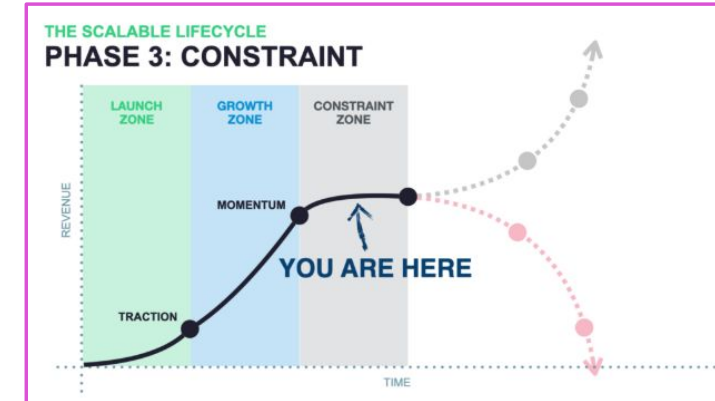 THE SCALABLE LIFECYCLE
PHASE 3: CONSTRAINT
LAUNCH
ZONE
GROWTH
ZONE
CONSTRAINT
ZONE
REVENUE
MOMENTUM
YOU ARE HERE
TRACTION
TIME